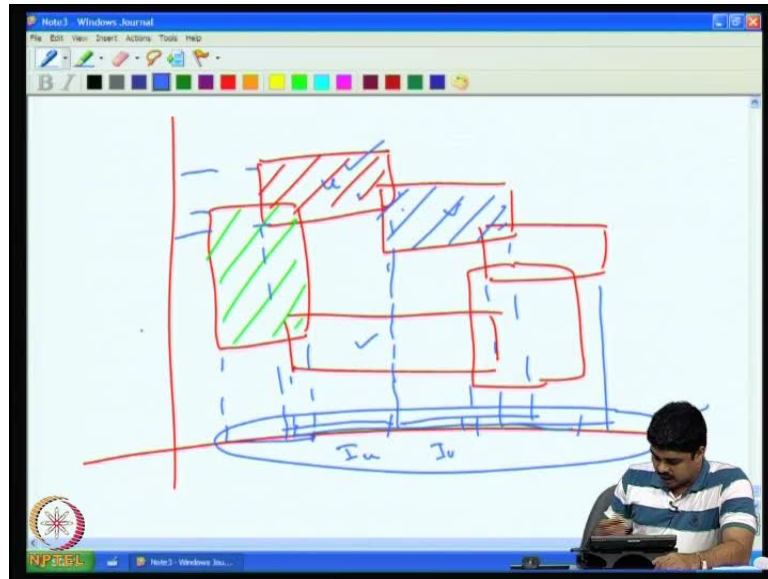 Note3 - Windows Journal
File Edit View Insert Actions Tools Help
B I
u
v
Iu Iv
NPTEL
Note3 - Windows Jou...